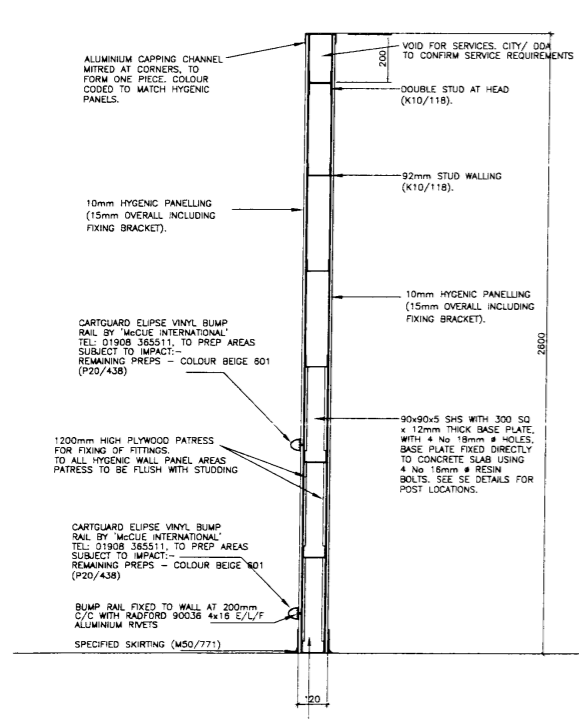 ALUMINIUM CAPPING CHANNEL
MITRED AT CORNERS, TO
FORM ONE PIECE. COLOUR
CODED TO MATCH HYGENIC
PANELS.
VOID FOR SERVICES. CITY/ DDA
TO CONFIRM SERVICE REQUIREMENTS
200
DOUBLE STUD AT HEAD
(K10/118).
92mm STUD WALLING
(K10/118).
10mm HYGENIC PANELLING
(15mm OVERALL INCLUDING
FIXING BRACKET).
10mm HYGENIC PANELLING
(15mm OVERALL INCLUDING
FIXING BRACKET).
2600
CARTGUARD ELIPSE VINYL BUMP
RAIL BY 'McCUE INTERNATIONAL'
TEL: 01908 365511, TO PREP AREAS
SUBJECT TO IMPACT:-
REMAINING PREPS - COLOUR BEIGE 601
(P20/438)
90x90x5 SHS WITH 300 SQ
x 12mm THICK BASE PLATE,
WITH 4 No 18mm ø HOLES,
BASE PLATE FIXED DIRECTLY
TO CONCRETE SLAB USING
4 No 16mm ø RESIN
BOLTS. SEE SE DETAILS FOR
POST LOCATIONS.
1200mm HIGH PLYWOOD PATRESS
FOR FIXING OF FITTINGS.
TO ALL HYGENIC WALL PANEL AREAS
PATRESS TO BE FLUSH WITH STUDDING
CARTGUARD ELIPSE VINYL BUMP
RAIL BY 'McCUE INTERNATIONAL'
TEL: 01908 365511, TO PREP AREAS
SUBJECT TO IMPACT:-
REMAINING PREPS - COLOUR BEIGE 601
(P20/438)
BUMP RAIL FIXED TO WALL AT 200mm
C/C WITH RADFORD 90036 4x16 E/L/F
ALUMINIUM RIVETS
SPECIFIED SKIRTING (M50/771)
120